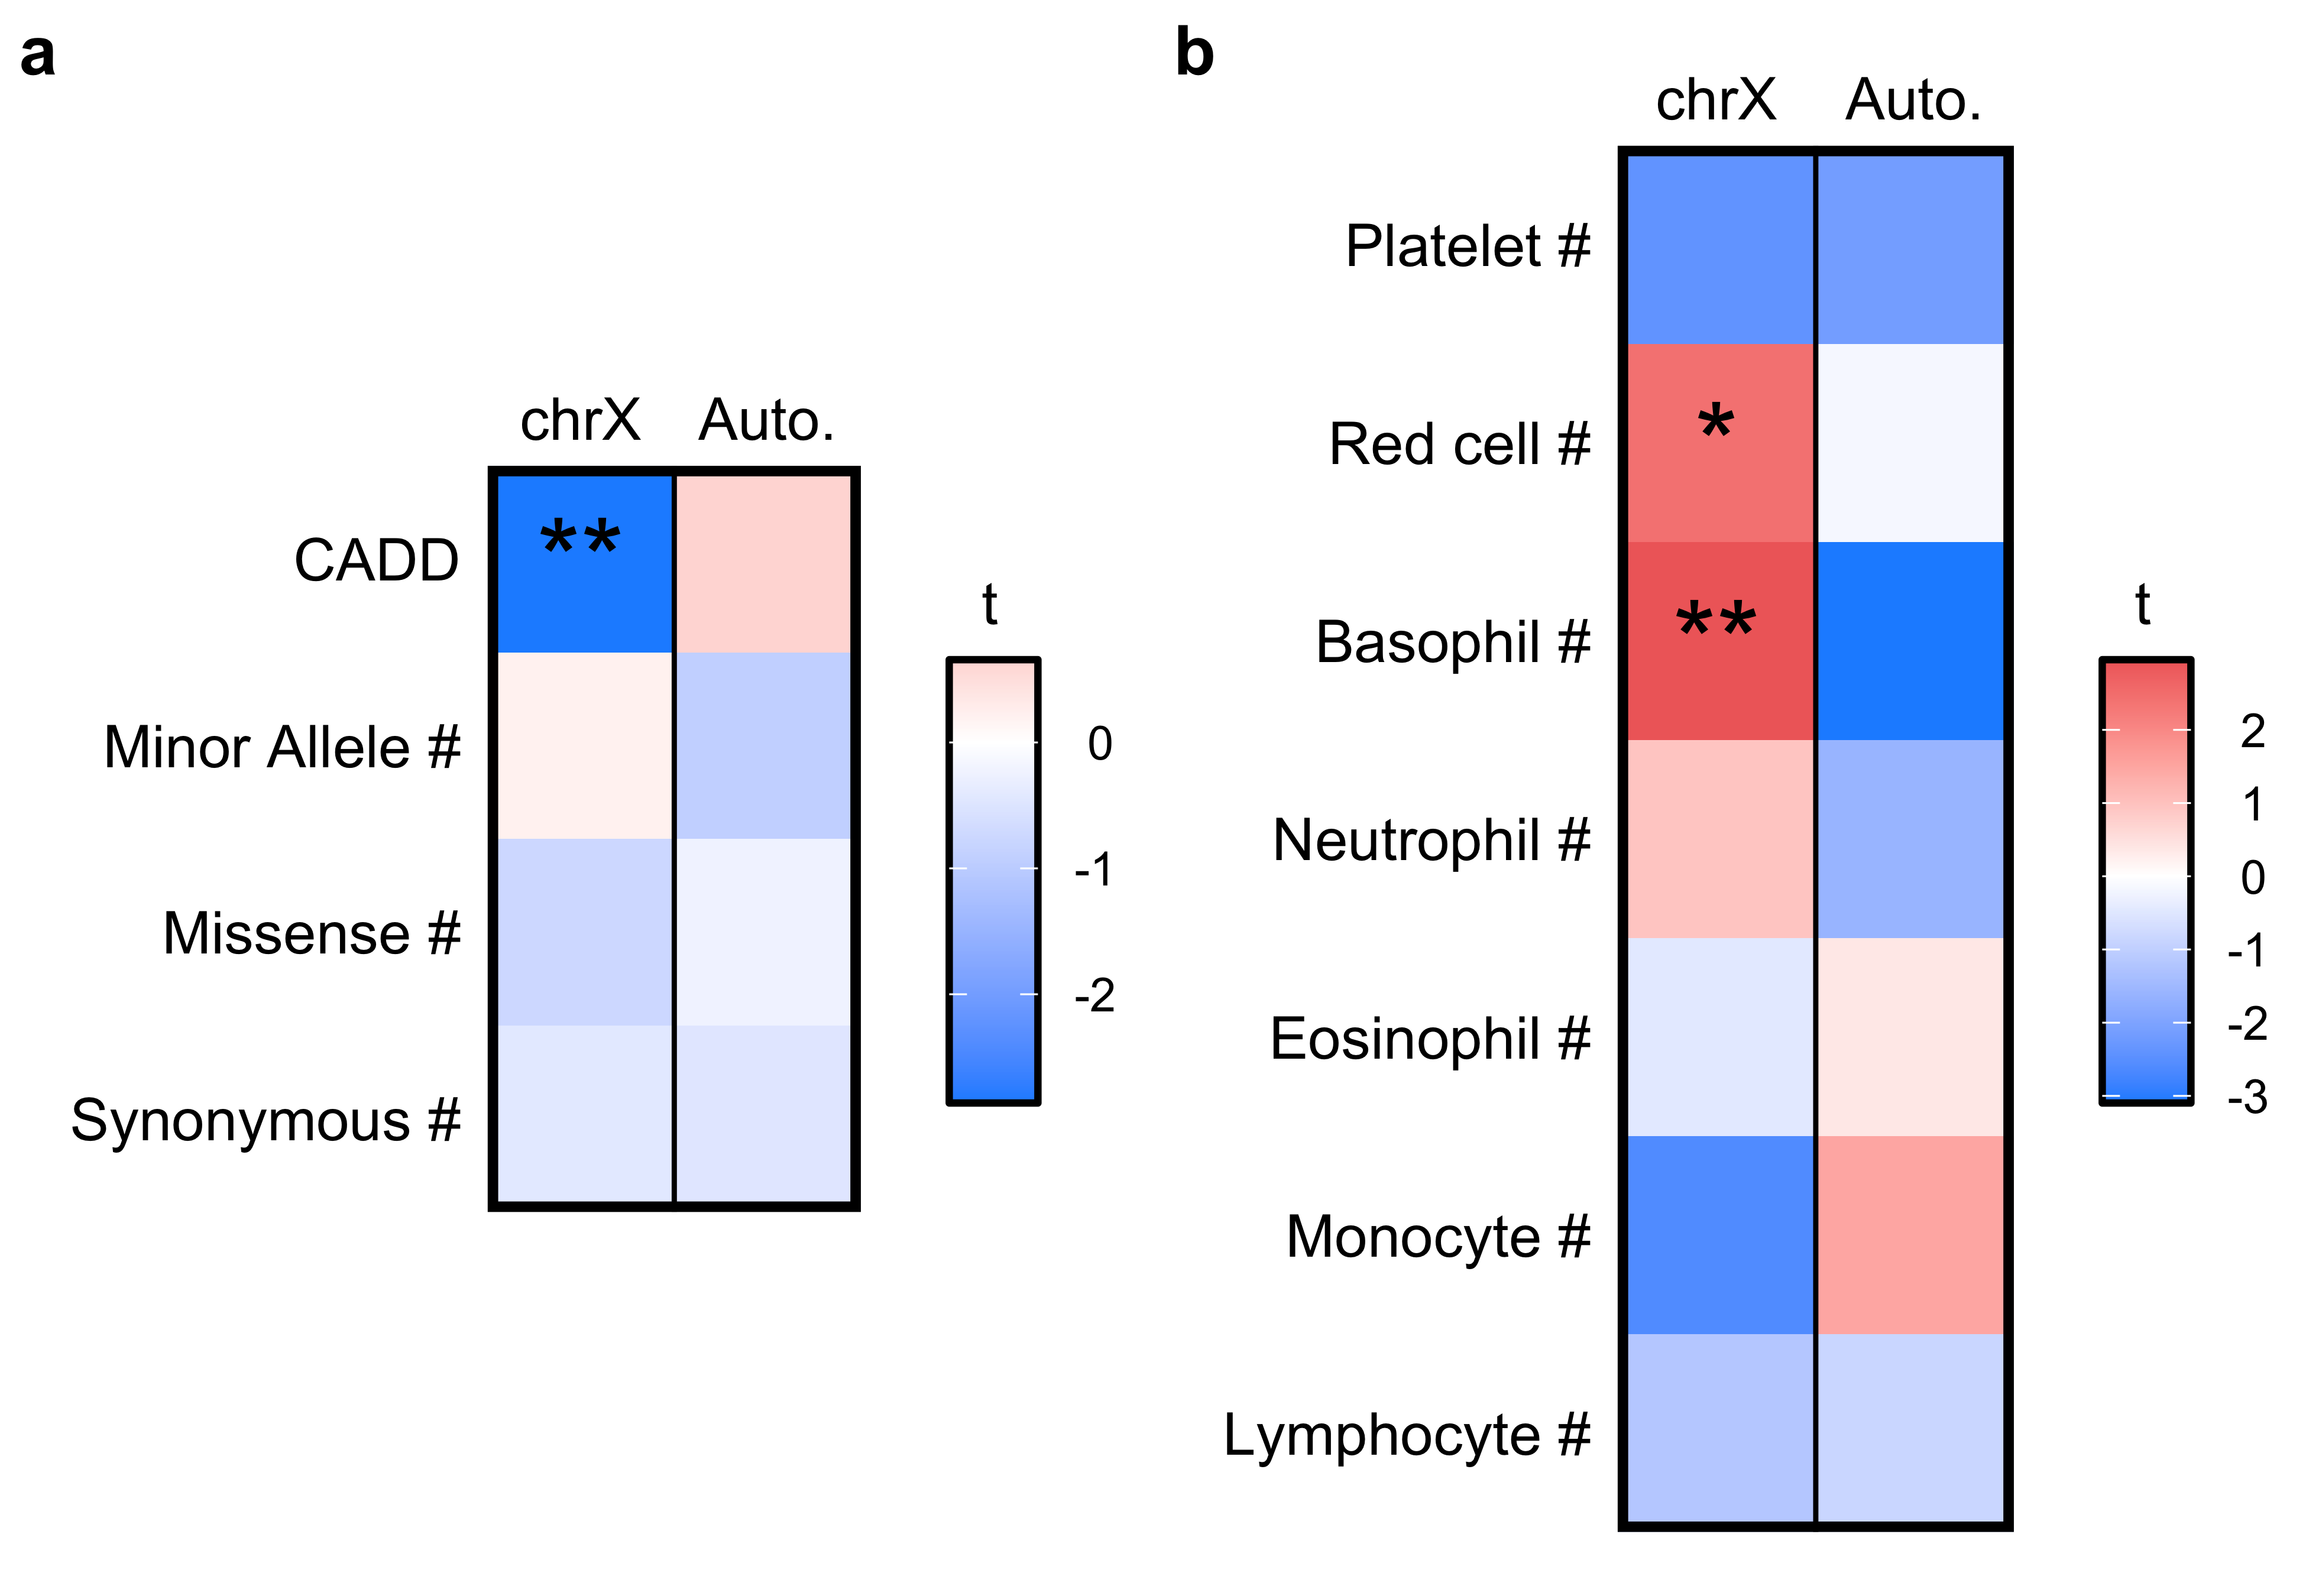 a
chrX Auto.
CADD **
Minor Allele #
Missense #
Synonymous #
t
0
-1
-2
b
chrX Auto.
Platelet #
Red cell # *
Basophil # **
Neutrophil #
Eosinophil #
Monocyte #
Lymphocyte #
t
2
1
0
-1
-2
-3